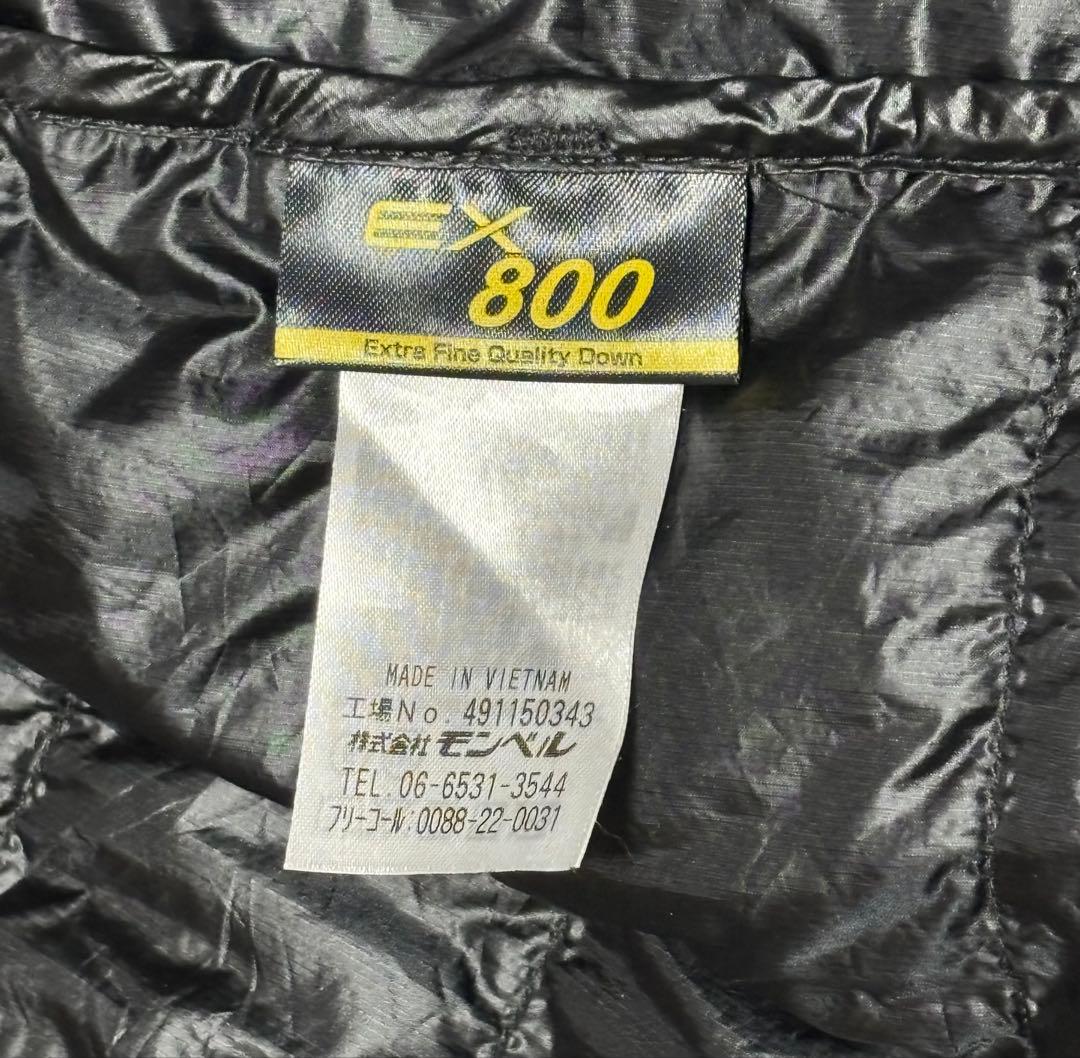 EX
800
Extra Fine Quality Down
MADE IN VIETNAM
工場No. 491150343
株式会社モンベル
TEL.06-6531-3544
フリーコール:0088-22-0031